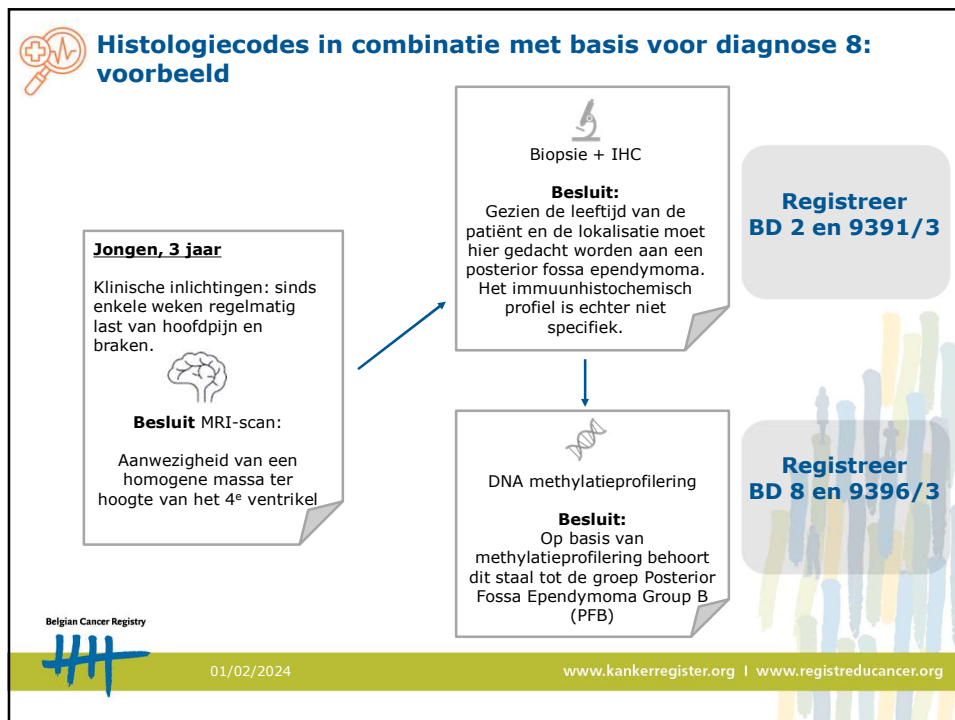 Histologiecodes in combinatie met basis voor diagnose 8:
voorbeeld
Jongen, 3 jaar
Klinische inlichtingen: sinds
enkele weken regelmatig
last van hoofdpijn en
braken.
Besluit MRI-scan:
Aanwezigheid van een
homogene massa ter
hoogte van het 4e ventrikel
Biopsie + IHC
Besluit:
Gezien de leeftijd van de
patiënt en de lokalisatie moet
hier gedacht worden aan een
posterior fossa ependymoma.
Het immuunhistochemisch
profiel is echter niet
specifiek.
Registreer
BD 2 en 9391/3
DNA methylatieprofilering
Besluit:
Op basis van
methylatieprofilering behoort
dit staal tot de groep Posterior
Fossa Ependymoma Group B
(PFB)
Registreer
BD 8 en 9396/3
Belgian Cancer Registry
01/02/2024
www.kankerregister.org I www.registreducancer.org